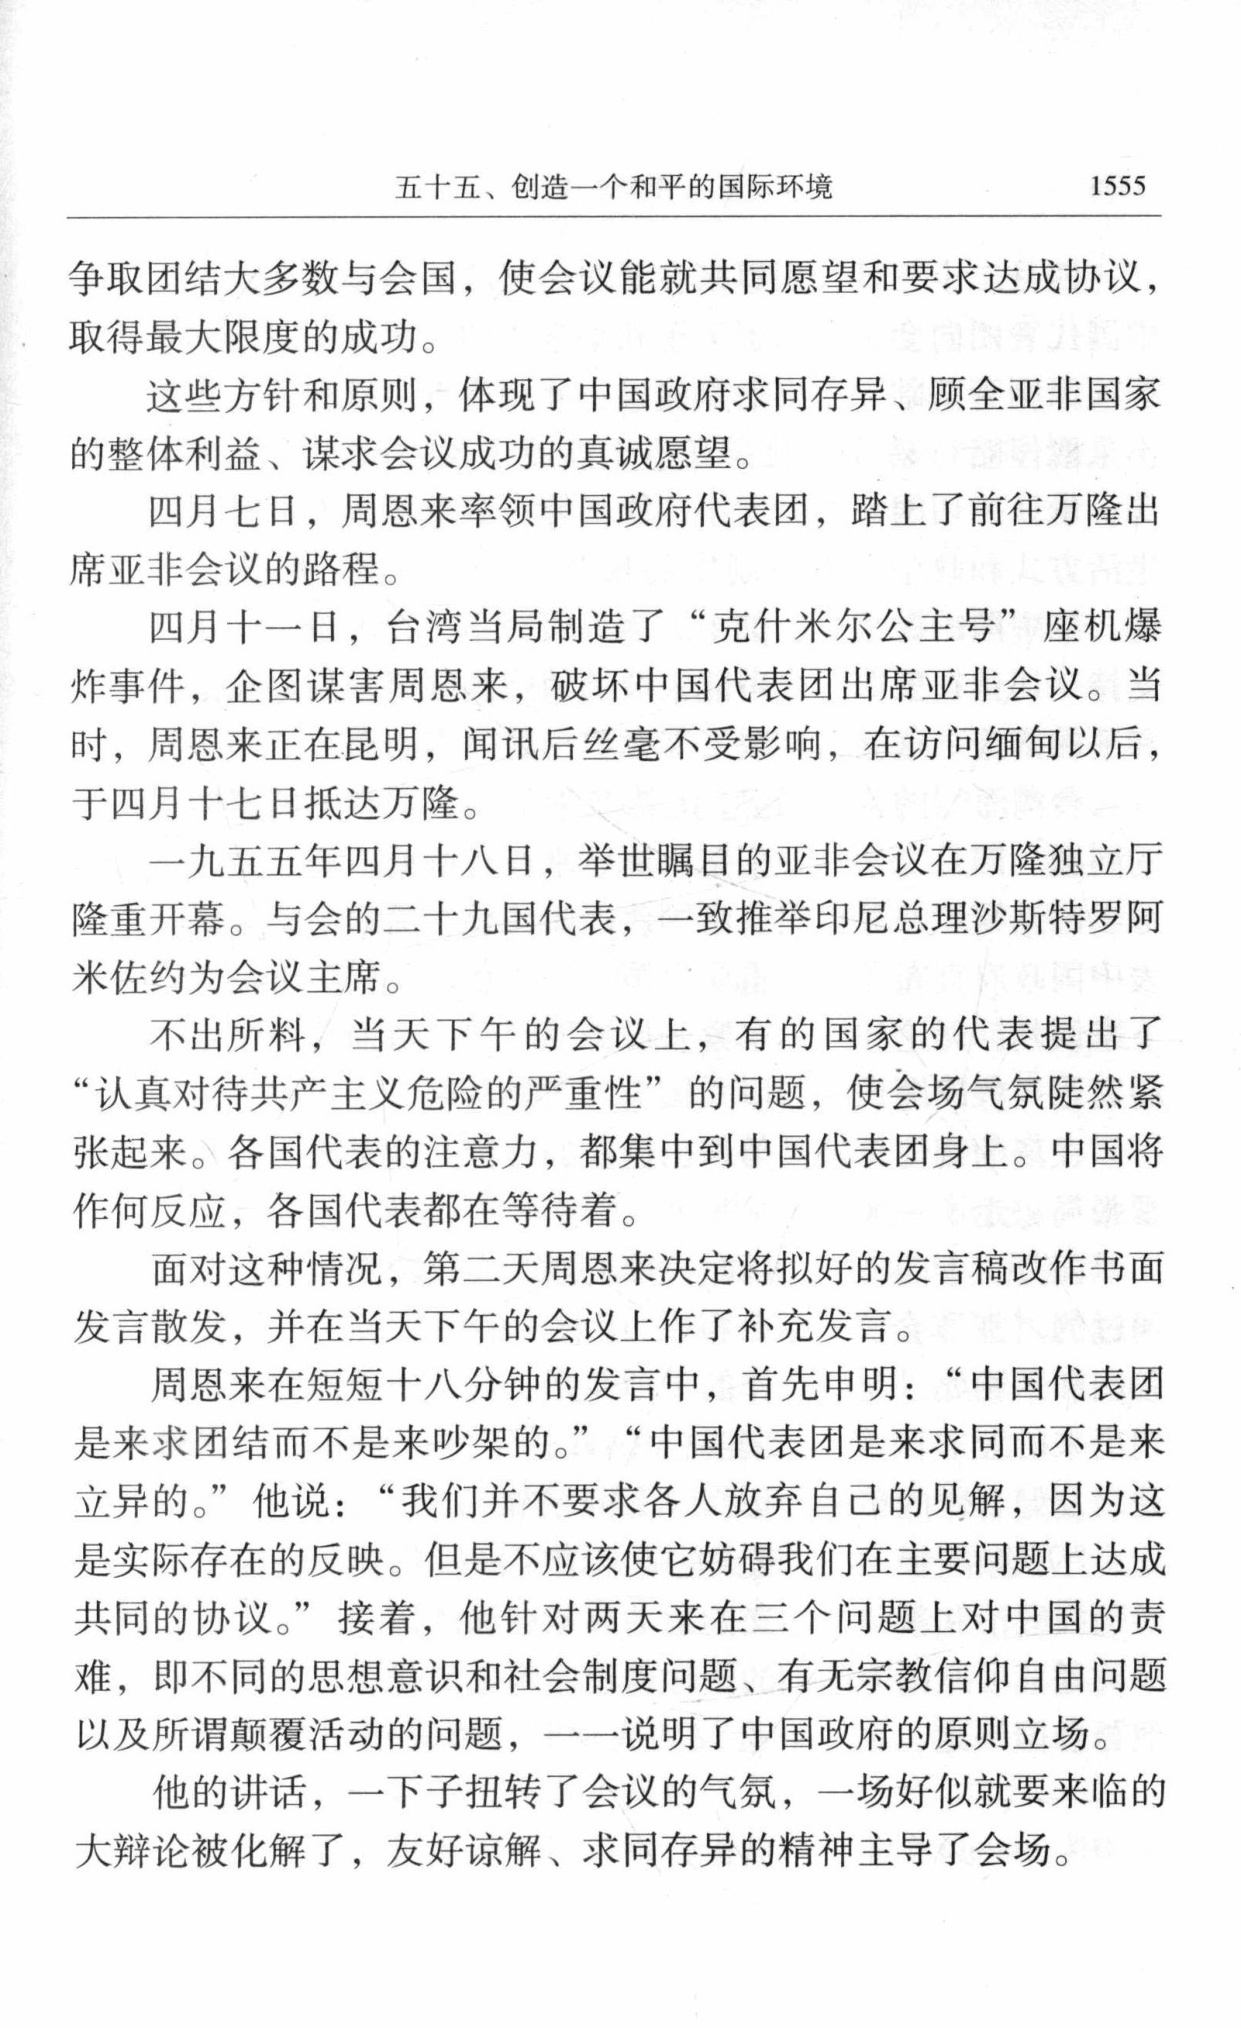 五十五、创造一个和平的国际环境 1555
争取团结大多数与会国，使会议能就共同愿望和要求达成协议，
取得最大限度的成功。
这些方针和原则，体现了中国政府求同存异、顾全亚非国家
的整体利益、谋求会议成功的真诚愿望。
四月七日，周恩来率领中国政府代表团，踏上了前往万隆出
席亚非会议的路程。
四月十一日，台湾当局制造了“克什米尔公主号”座机爆
炸事件，企图谋害周恩来，破坏中国代表团出席亚非会议。当
时，周恩来正在昆明，闻讯后丝毫不受影响，在访问缅甸以后，
于四月十七日抵达万隆。
一九五五年四月十八日，举世瞩目的亚非会议在万隆独立厅
隆重开幕。与会的二十九国代表，一致推举印尼总理沙斯特罗阿
米佐约为会议主席。
不出所料，当天下午的会议上，有的国家的代表提出了
“认真对待共产主义危险的严重性”的问题，使会场气氛陡然紧
张起来。各国代表的注意力，都集中到中国代表团身上。中国将
作何反应，各国代表都在等待着。
面对这种情况，第二天周恩来决定将拟好的发言稿改作书面
发言散发，并在当天下午的会议上作了补充发言。
周恩来在短短十八分钟的发言中，首先申明：“中国代表团
是来求团结而不是来吵架的。”“中国代表团是来求同而不是来
立异的。”他说：“我们并不要求各人放弃自己的见解，因为这
是实际存在的反映。但是不应该使它妨碍我们在主要问题上达成
共同的协议。”接着，他针对两天来在三个问题上对中国的责
难，即不同的思想意识和社会制度问题、有无宗教信仰自由问题
以及所谓颠覆活动的问题，一一说明了中国政府的原则立场。
他的讲话，一下子扭转了会议的气氛，一场好似就要来临的
大辩论被化解了，友好谅解、求同存异的精神主导了会场。